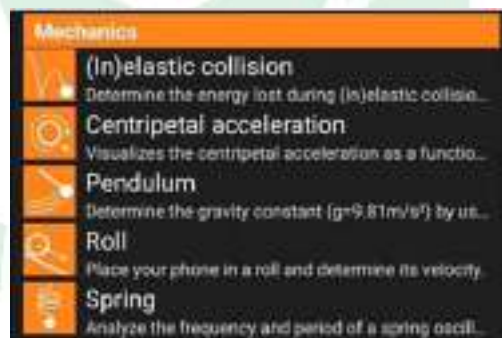 Mechanics
(In)elastic collision
Determine the energy lost during (in)elastic collisio...
Centripetal acceleration
Visualizes the centripetal acceleration as a functio...
Pendulum
Determine the gravity constant (g=9.81m/s²) by us...
Roll
Place your phone in a roll and determine its velocity.
Spring
Analyze the frequency and period of a spring oscill...